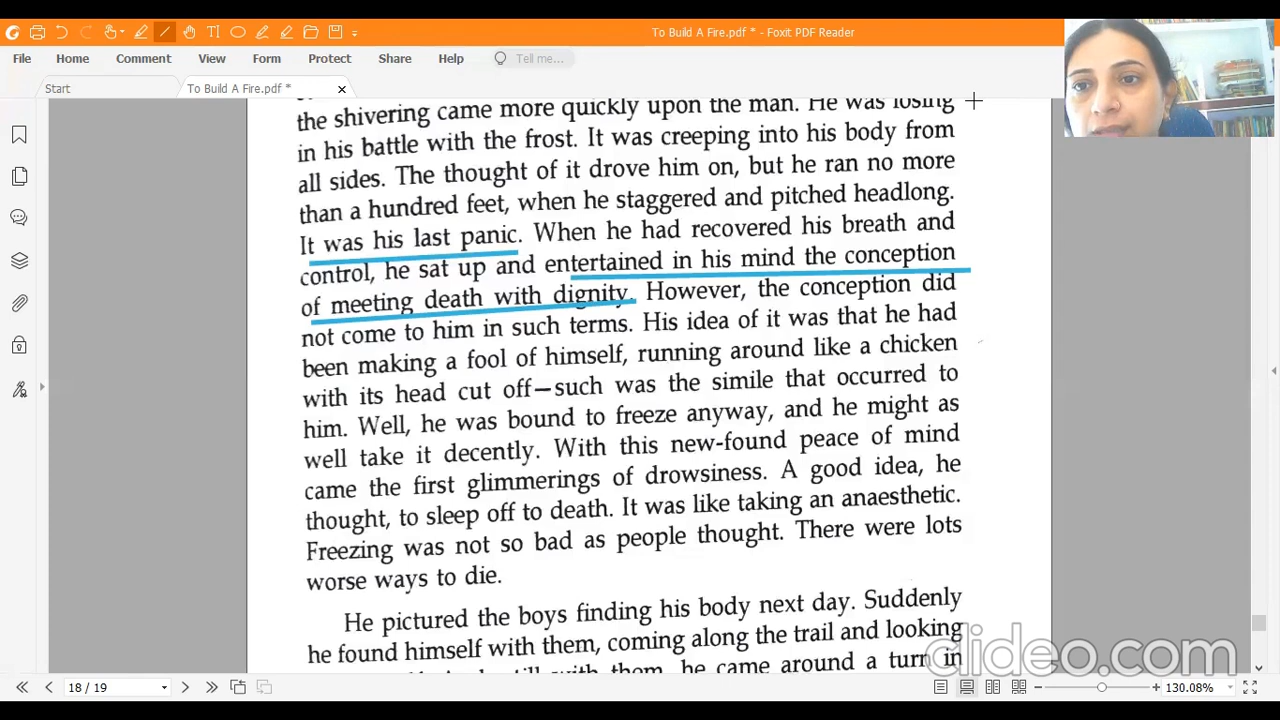 To Build A Fire.pdf * - Foxit PDF Reader
File Home Comment View Form Protect Share Help Tell me...
Start To Build A Fire.pdf *
the shivering came more quickly upon the man. He was losing
in his battle with the frost. It was creeping into his body from
all sides. The thought of it drove him on, but he ran no more
than a hundred feet, when he staggered and pitched headlong.
It was his last panic. When he had recovered his breath and
control, he sat up and entertained in his mind the conception
of meeting death with dignity. However, the conception did
not come to him in such terms. His idea of it was that he had
been making a fool of himself, running around like a chicken
with its head cut off—such was the simile that occurred to
him. Well, he was bound to freeze anyway, and he might as
well take it decently. With this new-found peace of mind
came the first glimmerings of drowsiness. A good idea, he
thought, to sleep off to death. It was like taking an anaesthetic.
Freezing was not so bad as people thought. There were lots
worse ways to die.
He pictured the boys finding his body next day. Suddenly
he found himself with them, coming along the trail and looking
still with them, he came around a turn in
clideo.com
18 / 19 130.08%